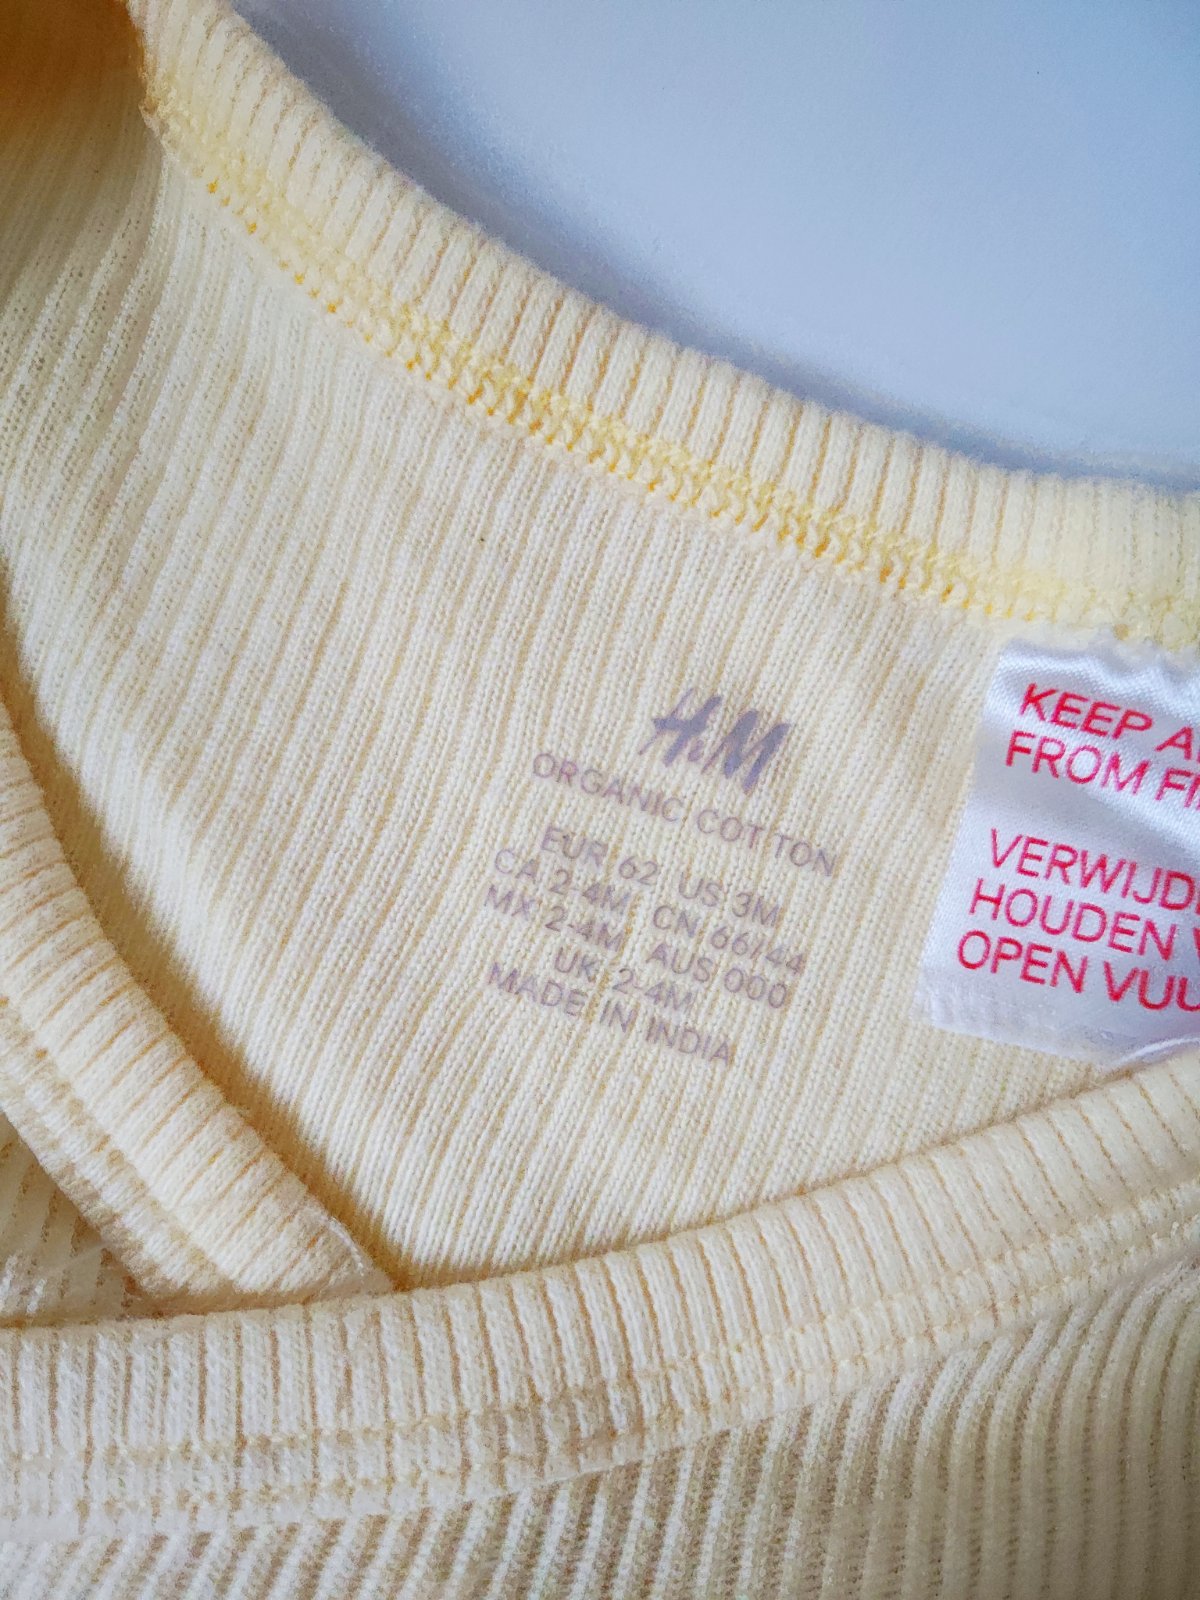 H&M
ORGANIC COTTON
EUR 62 US 3M
CA 2-4M CN 66/44
MX 2-4M AUS 000
UK 2-4M
MADE IN INDIA
KEEP A
FROM FI
VERWIJD
HOUDEN V
OPEN VUU